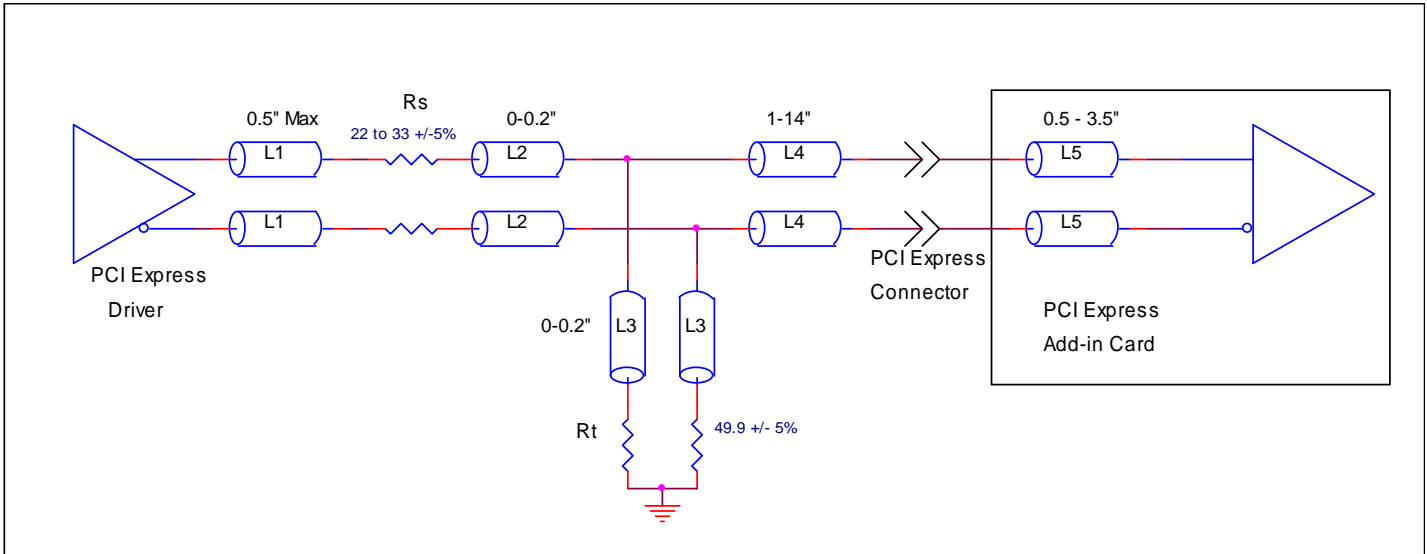 Rs
0.5" Max
22 to 33 +/-5%
0-0.2"
1-14"
0.5 - 3.5"
L1
L2
L4
L5
L1
L2
L4
L5
PCI Express
Driver
PCI Express
Connector
0-0.2"
L3
L3
PCI Express
Add-in Card
Rt
49.9 +/- 5%